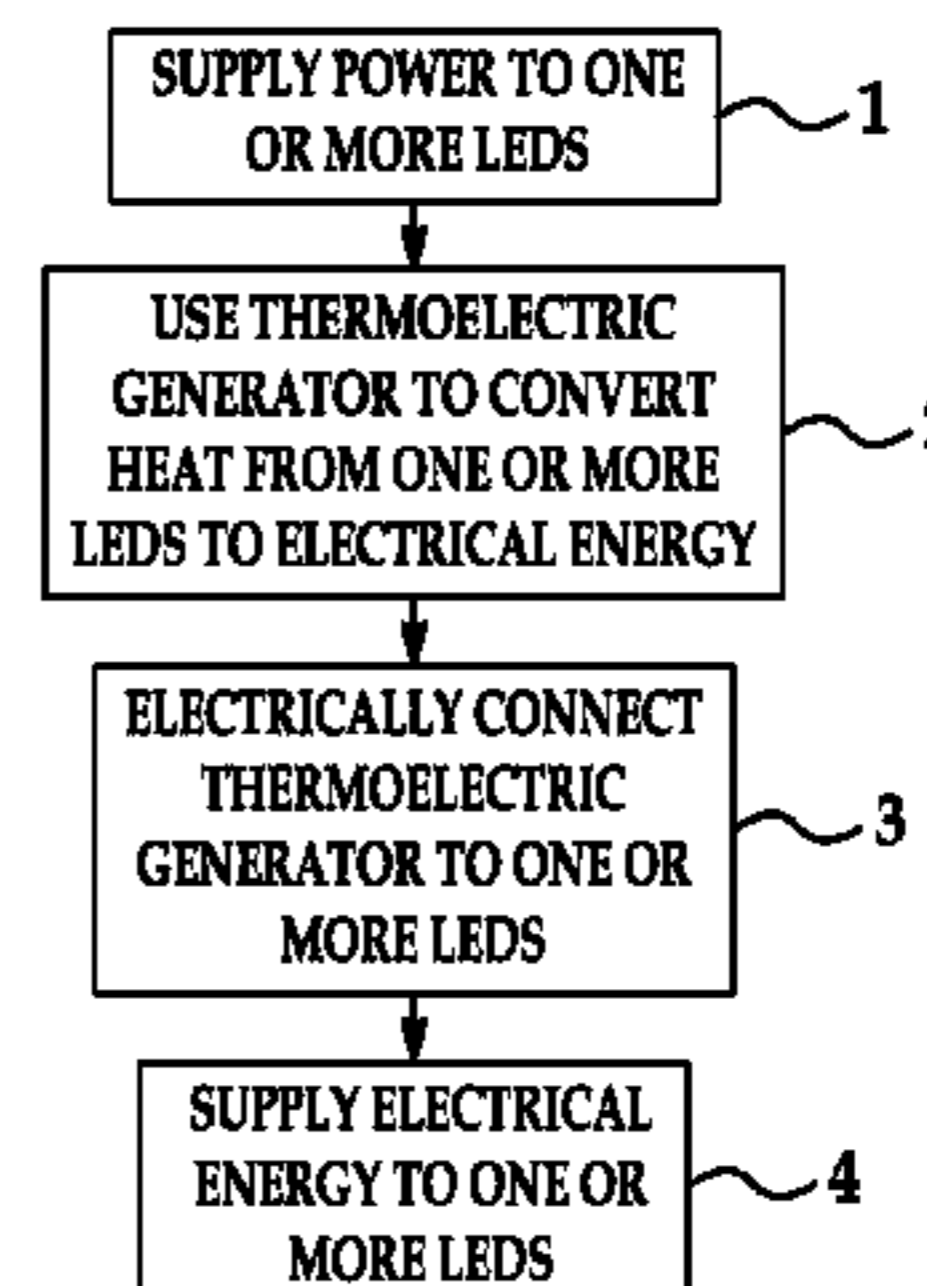 SUPPLY POWER TO ONE
OR MORE LEDS
1
USE THERMOELECTRIC
GENERATOR TO CONVERT
HEAT FROM ONE OR MORE
LEDS TO ELECTRICAL ENERGY
ELECTRICALLY CONNECT
THERMOELECTRIC
GENERATOR TO ONE OR
MORE LEDS
3
SUPPLY ELECTRICAL
ENERGY TO ONE OR
MORE LEDS
4